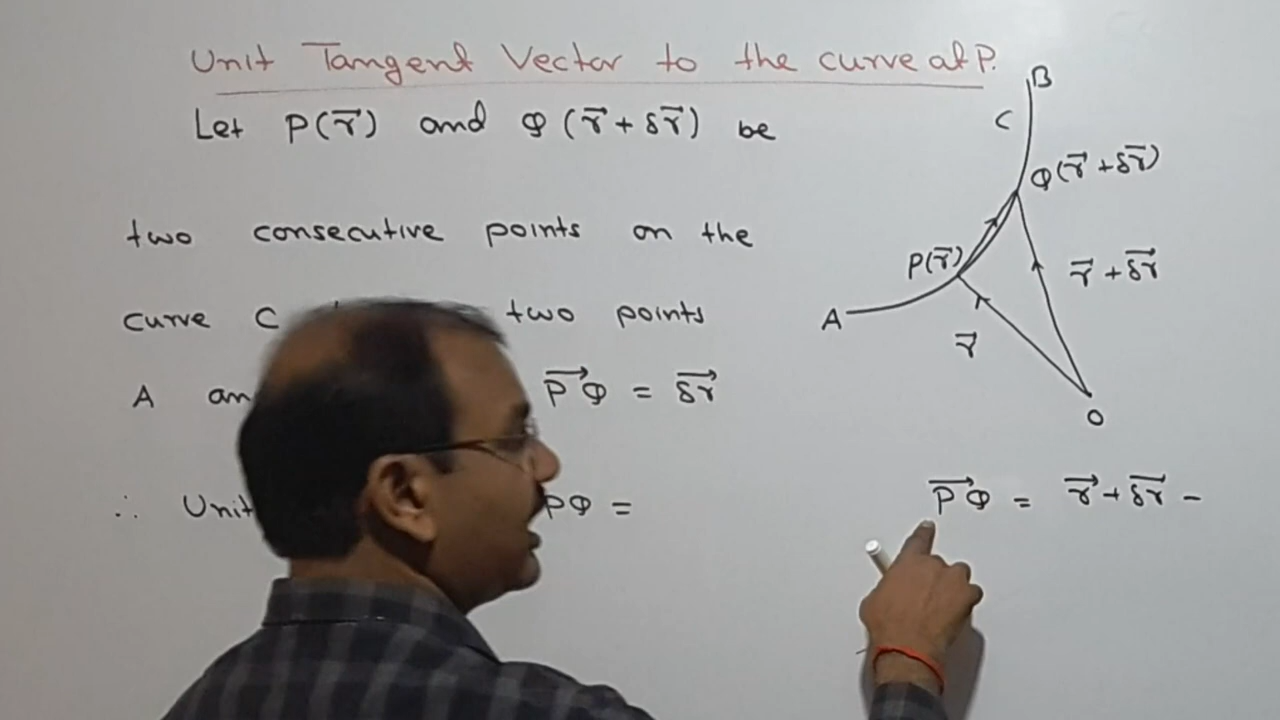 Unit Tangent Vector to the curve at P.
Let P(r⃗) and Q(r⃗ + δr⃗) be
two consecutive points on the
curve C two points
A PQ⃗ = δr⃗
∴ Unit PQ =
B
C
Q(r⃗ + δr⃗)
P(r⃗)
r⃗ + δr⃗
A
r⃗
O
PQ⃗ = r⃗ + δr⃗ -